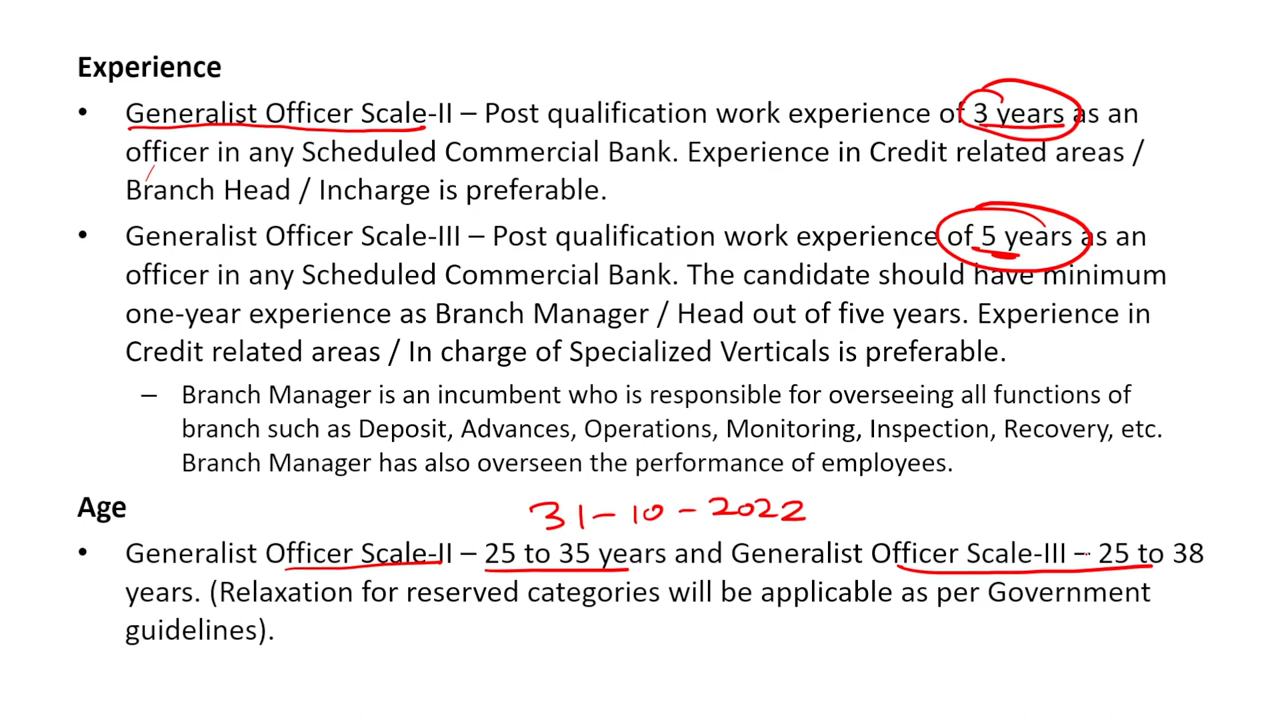 Experience
• Generalist Officer Scale-II – Post qualification work experience of 3 years as an
officer in any Scheduled Commercial Bank. Experience in Credit related areas /
Branch Head / Incharge is preferable.
• Generalist Officer Scale-III – Post qualification work experience of 5 years as an
officer in any Scheduled Commercial Bank. The candidate should have minimum
one-year experience as Branch Manager / Head out of five years. Experience in
Credit related areas / In charge of Specialized Verticals is preferable.
– Branch Manager is an incumbent who is responsible for overseeing all functions of
branch such as Deposit, Advances, Operations, Monitoring, Inspection, Recovery, etc.
Branch Manager has also overseen the performance of employees.
Age
31-10-2022
• Generalist Officer Scale-II – 25 to 35 years and Generalist Officer Scale-III – 25 to 38
years. (Relaxation for reserved categories will be applicable as per Government
guidelines).